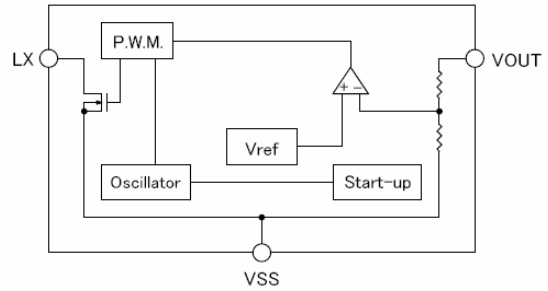 P.W.M.
LX
VOUT
+ −
Vref
Oscillator
Start-up
VSS